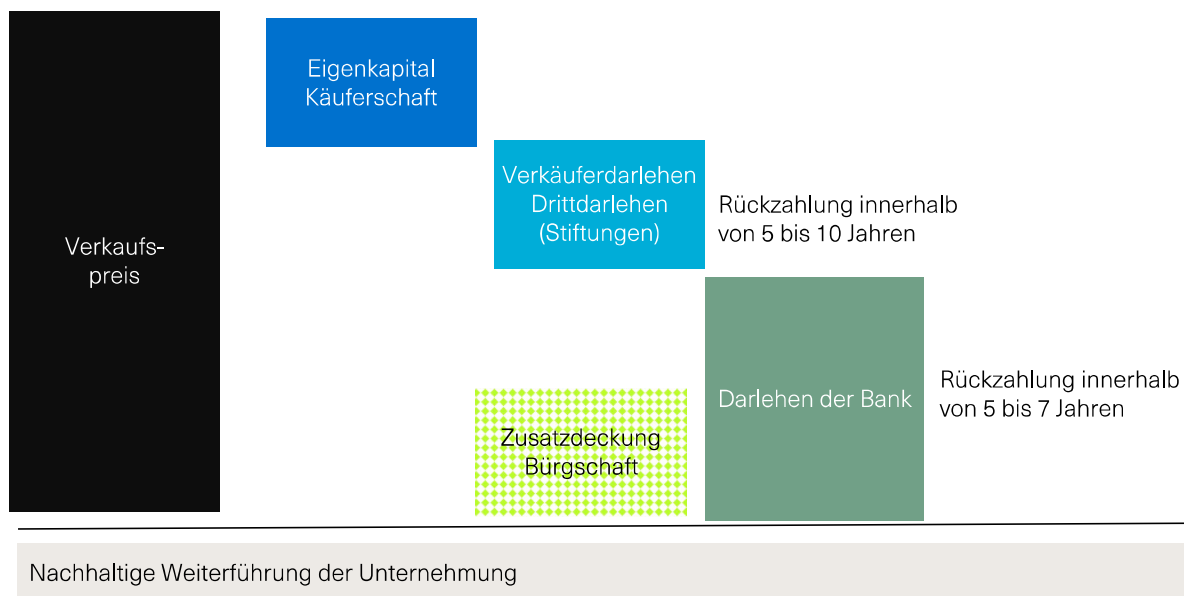 Eigenkapital
Käuferschaft
Verkäuferdarlehen
Drittdarlehen
(Stiftungen)
Rückzahlung innerhalb
von 5 bis 10 Jahren
Verkaufs-
preis
Darlehen der Bank
Rückzahlung innerhalb
von 5 bis 7 Jahren
Zusatzdeckung
Bürgschaft
Nachhaltige Weiterführung der Unternehmung